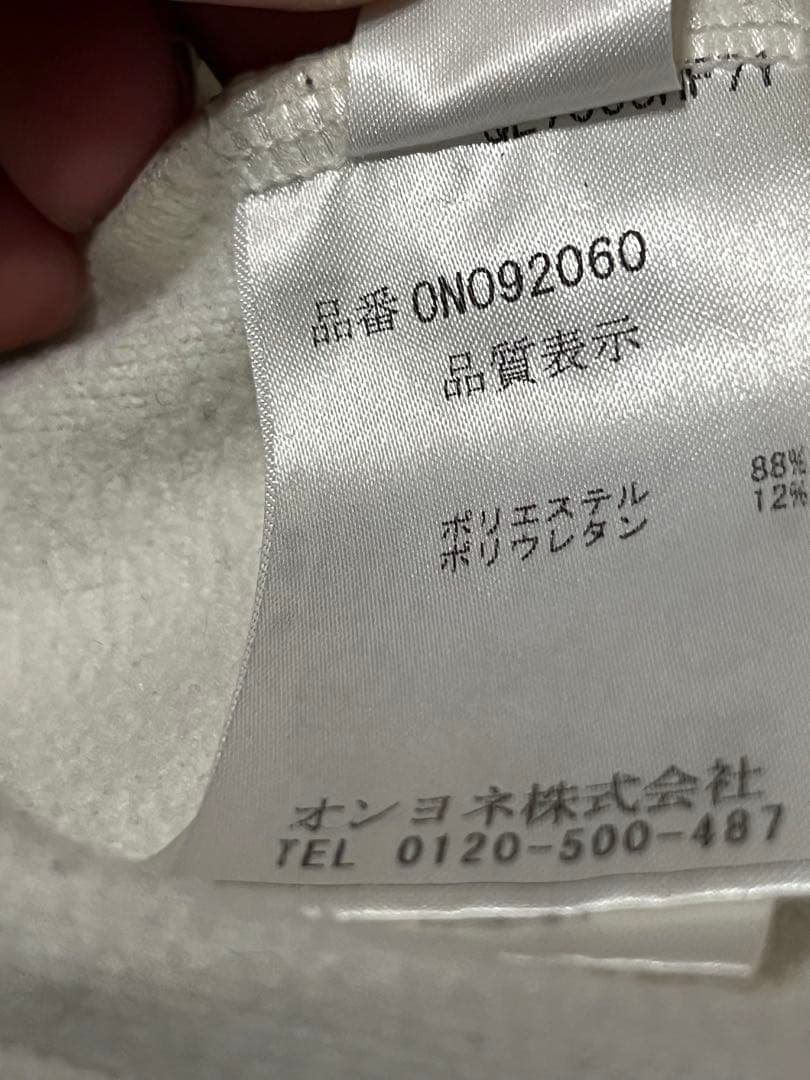 品番 0N092060
品質表示
ポリエステル 88%
ポリウレタン 12%
オンヨネ株式会社
TEL 0120-500-487